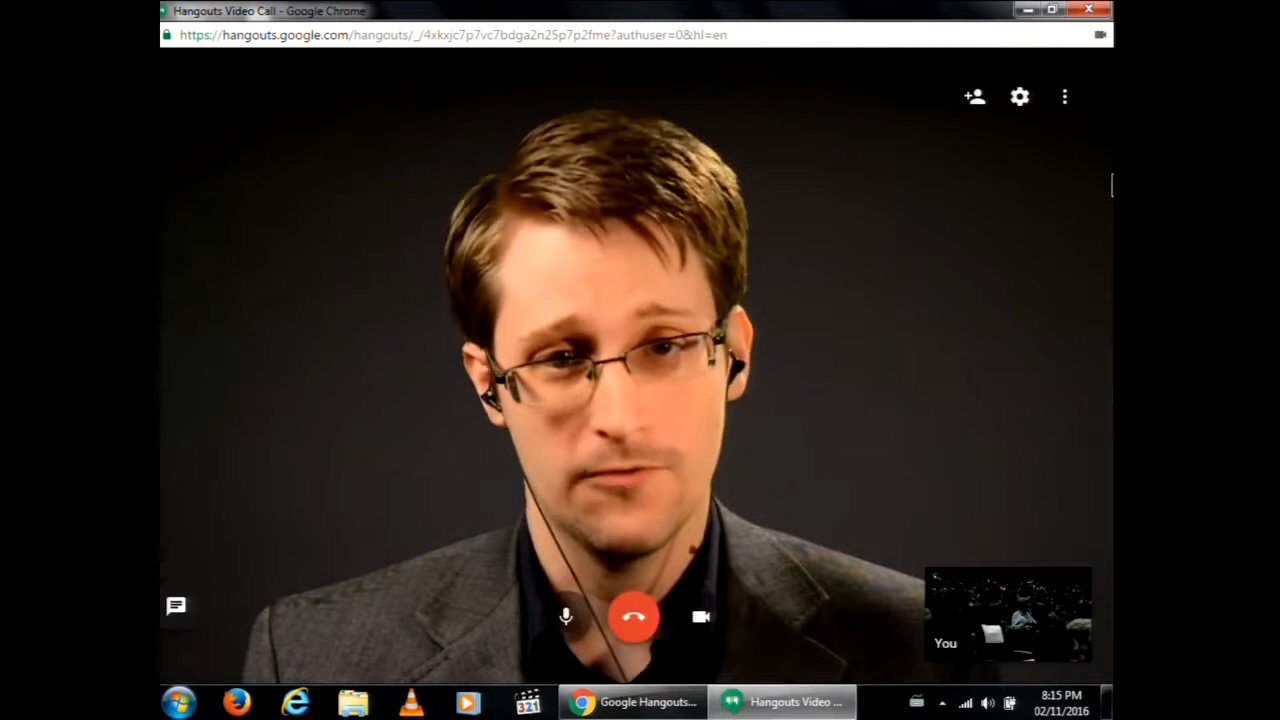 Hangouts Video Call - Google Chrome
https://hangouts.google.com/hangouts/_/4xkxjc7p7vc7bdga2n25p7p2fme?authuser=0&hl=en
You
321
Google Hangouts...
Hangouts Video ...
8:15 PM
02/11/2016